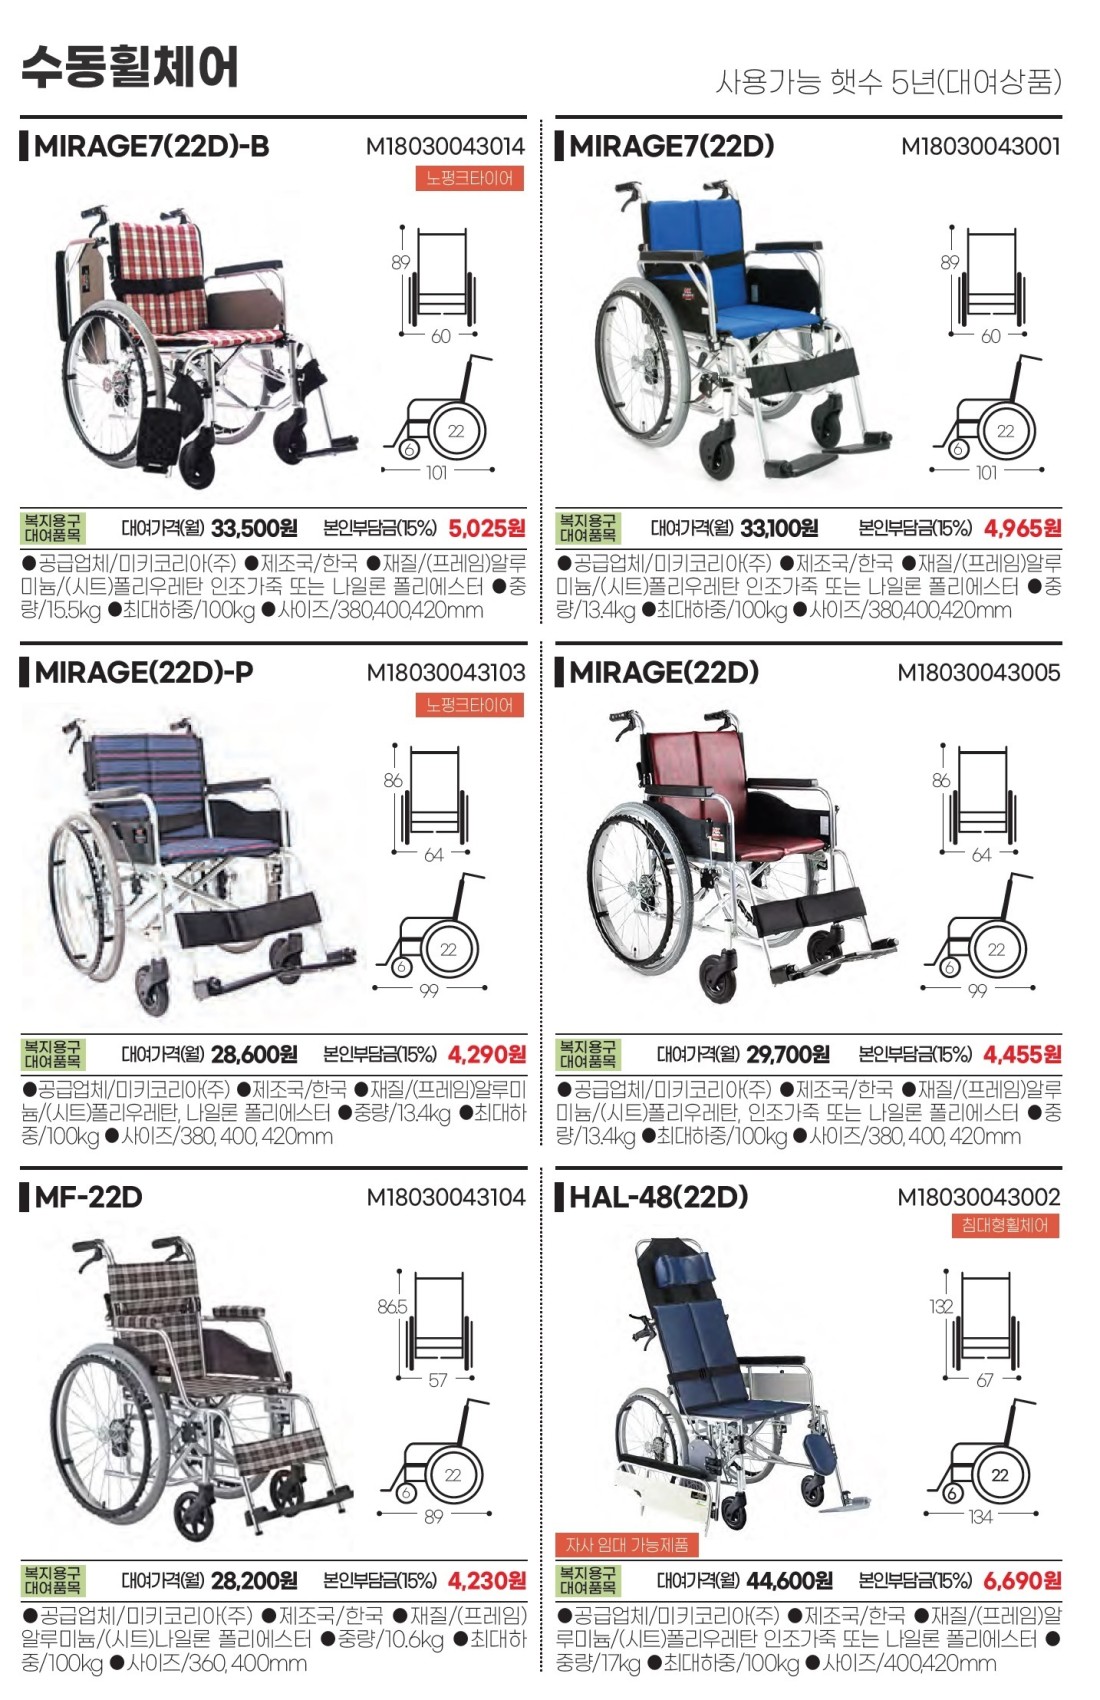 수동휠체어
사용가능 햇수 5년(대여상품)
MIRAGE7(22D)-B
M18030043014
노펑크타이어
89
60
22
6
101
복지용구
대여품목
대여가격(월) 33,500원 본인부담금(15%) 5,025원
●공급업체/미키코리아(주) ●제조국/한국 ●재질/(프레임)알루
미늄/(시트)폴리우레탄 인조가죽 또는 나일론 폴리에스터 ●중
량/15.5kg ●최대하중/100kg ●사이즈/380,400,420mm
MIRAGE7(22D)
M18030043001
89
60
22
6
101
복지용구
대여품목
대여가격(월) 33,100원 본인부담금(15%) 4,965원
●공급업체/미키코리아(주) ●제조국/한국 ●재질/(프레임)알루
미늄/(시트)폴리우레탄 인조가죽 또는 나일론 폴리에스터 ●중
량/13.4kg ●최대하중/100kg ●사이즈/380,400,420mm
MIRAGE(22D)-P
M18030043103
노펑크타이어
86
64
22
6
99
복지용구
대여품목
대여가격(월) 28,600원 본인부담금(15%) 4,290원
●공급업체/미키코리아(주) ●제조국/한국 ●재질/(프레임)알루미
늄/(시트)폴리우레탄, 나일론 폴리에스터 ●중량/13.4kg ●최대하
중/100kg ●사이즈/380, 400, 420mm
MIRAGE(22D)
M18030043005
86
64
22
6
99
복지용구
대여품목
대여가격(월) 29,700원 본인부담금(15%) 4,455원
●공급업체/미키코리아(주) ●제조국/한국 ●재질/(프레임)알루
미늄/(시트)폴리우레탄, 인조가죽 또는 나일론 폴리에스터 ●중
량/13.4kg ●최대하중/100kg ●사이즈/380, 400, 420mm
MF-22D
M18030043104
86.5
57
22
6
89
복지용구
대여품목
대여가격(월) 28,200원 본인부담금(15%) 4,230원
●공급업체/미키코리아(주) ●제조국/한국 ●재질/(프레임)
알루미늄/(시트)나일론 폴리에스터 ●중량/10.6kg ●최대하
중/100kg ●사이즈/360, 400mm
HAL-48(22D)
M18030043002
침대형휠체어
132
67
22
6
134
자사 임대 가능제품
복지용구
대여품목
대여가격(월) 44,600원 본인부담금(15%) 6,690원
●공급업체/미키코리아(주) ●제조국/한국 ●재질/(프레임)알
루미늄/(시트)폴리우레탄 인조가죽 또는 나일론 폴리에스터 ●
중량/17kg ●최대하중/100kg ●사이즈/400,420mm